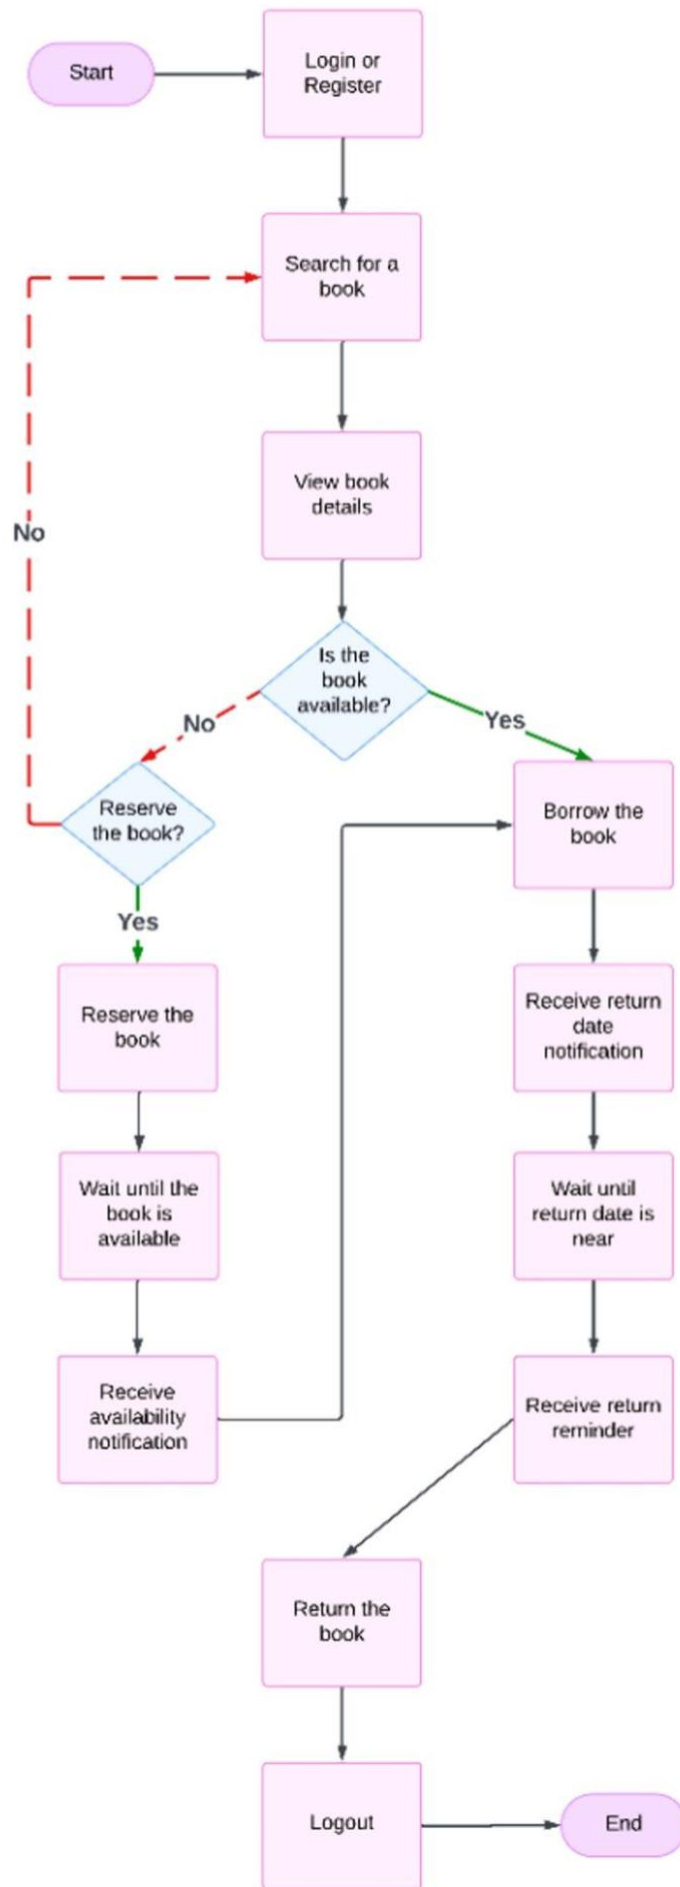 Start
Login or
Register
Search for a
book
View book
details
No
Is the
book
available?
No
Yes
Reserve
the book?
Borrow the
book
Yes
Reserve the
book
Receive return
date
notification
Wait until the
book is
available
Wait until
return date is
near
Receive
availability
notification
Receive return
reminder
Return the
book
Logout
End